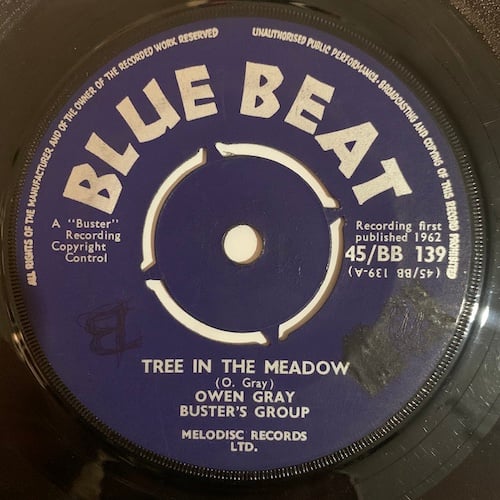 ALL RIGHTS OF THE MANUFACTURER AND OF THE OWNER OF THE RECORDED WORK RESERVED
UNAUTHORISED PUBLIC PERFORMANCE·BROADCASTING AND COPYING OF THIS RECORD PROHIBITED
BLUE BEAT
A "Buster"
Recording
Copyright
Control
Recording first
published 1962
45/BB 139
(45/BB 139-A)
TREE IN THE MEADOW
(O. Gray)
OWEN GRAY
BUSTER'S GROUP
MELODISC RECORDS
LTD.